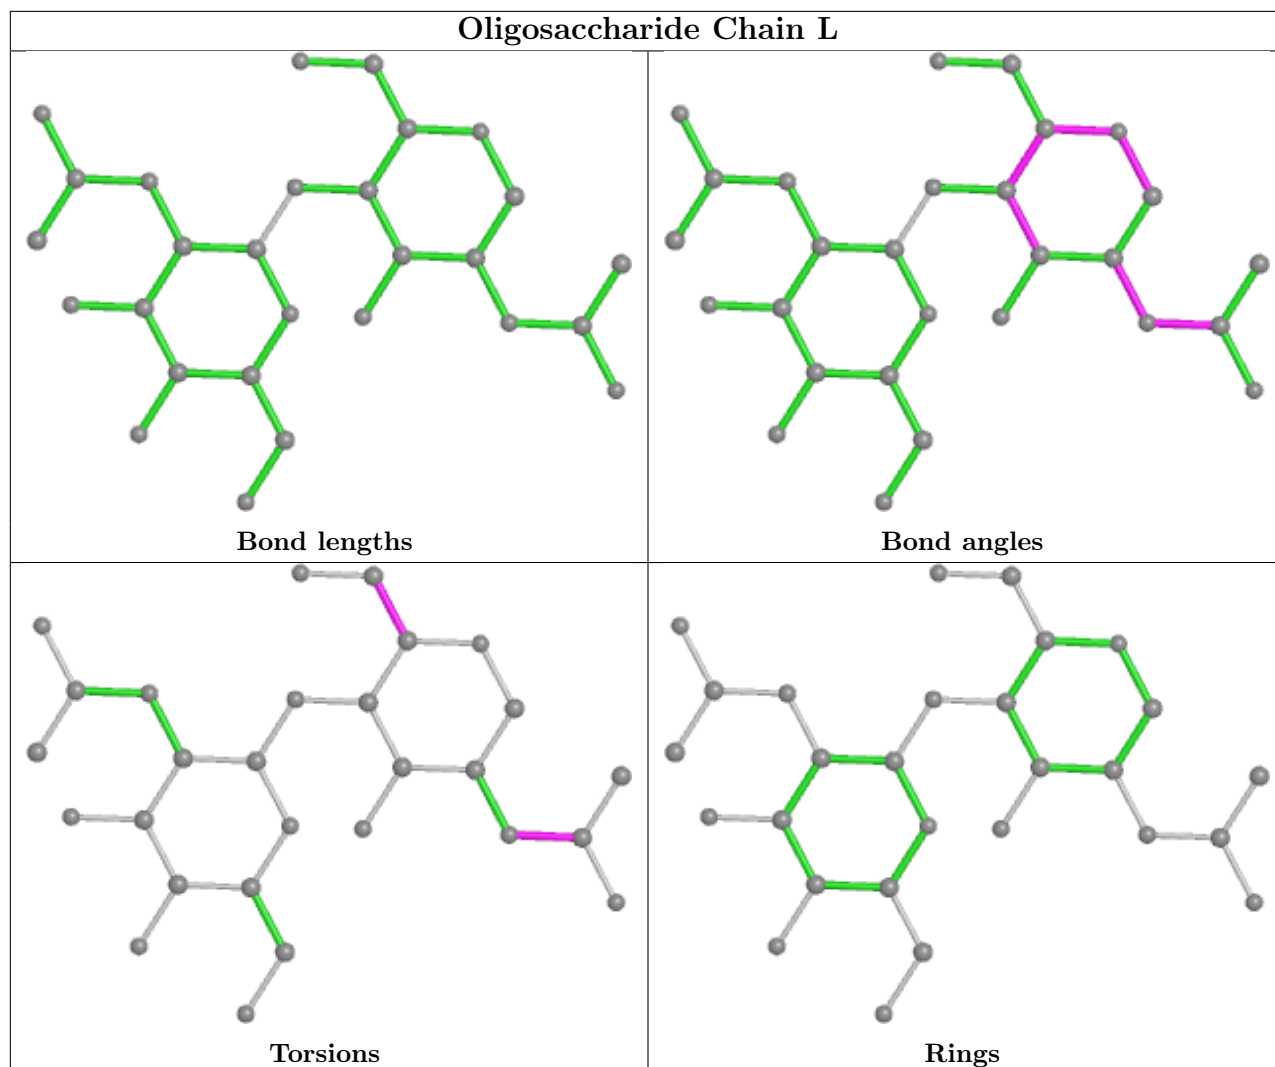 Oligosaccharide Chain L
Bond lengths
Bond angles
Torsions
Rings